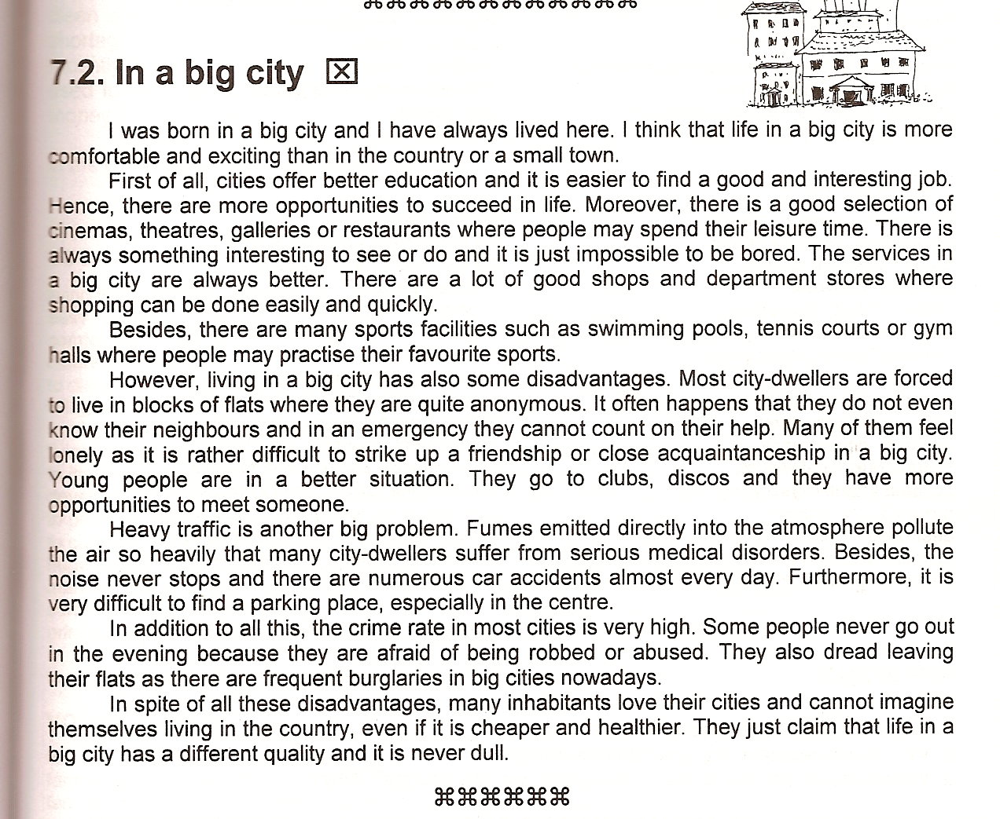 ⌘⌘⌘⌘⌘⌘⌘⌘⌘⌘⌘⌘
7.2. In a big city ☒
I was born in a big city and I have always lived here. I think that life in a big city is more
comfortable and exciting than in the country or a small town.
First of all, cities offer better education and it is easier to find a good and interesting job.
Hence, there are more opportunities to succeed in life. Moreover, there is a good selection of
cinemas, theatres, galleries or restaurants where people may spend their leisure time. There is
always something interesting to see or do and it is just impossible to be bored. The services in
a big city are always better. There are a lot of good shops and department stores where
shopping can be done easily and quickly.
Besides, there are many sports facilities such as swimming pools, tennis courts or gym
halls where people may practise their favourite sports.
However, living in a big city has also some disadvantages. Most city-dwellers are forced
to live in blocks of flats where they are quite anonymous. It often happens that they do not even
know their neighbours and in an emergency they cannot count on their help. Many of them feel
lonely as it is rather difficult to strike up a friendship or close acquaintanceship in a big city.
Young people are in a better situation. They go to clubs, discos and they have more
opportunities to meet someone.
Heavy traffic is another big problem. Fumes emitted directly into the atmosphere pollute
the air so heavily that many city-dwellers suffer from serious medical disorders. Besides, the
noise never stops and there are numerous car accidents almost every day. Furthermore, it is
very difficult to find a parking place, especially in the centre.
In addition to all this, the crime rate in most cities is very high. Some people never go out
in the evening because they are afraid of being robbed or abused. They also dread leaving
their flats as there are frequent burglaries in big cities nowadays.
In spite of all these disadvantages, many inhabitants love their cities and cannot imagine
themselves living in the country, even if it is cheaper and healthier. They just claim that life in a
big city has a different quality and it is never dull.
⌘⌘⌘⌘⌘⌘